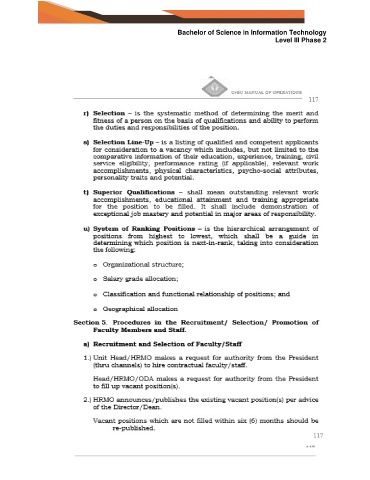 Bachelor of Science in Information Technology
Level III Phase 2
CHSU MANUAL OF OPERATIONS
117
r) Selection – is the systematic method of determining the merit and
fitness of a person on the basis of qualifications and ability to perform
the duties and responsibilities of the position.
s) Selection Line-Up – is a listing of qualified and competent applicants
for consideration to a vacancy which includes, but not limited to the
comparative information of their education, experience, training, civil
service eligibility, performance rating (if applicable), relevant work
accomplishments, physical characteristics, psycho-social attributes,
personality traits and potential.
t) Superior Qualifications – shall mean outstanding relevant work
accomplishments, educational attainment and training appropriate
for the position to be filled. It shall include demonstration of
exceptional job mastery and potential in major areas of responsibility.
u) System of Ranking Positions – is the hierarchical arrangement of
positions from highest to lowest, which shall be a guide in
determining which position is next-in-rank, taking into consideration
the following:
o Organizational structure;
o Salary grade allocation;
o Classification and functional relationship of positions; and
o Geographical allocation
Section 5. Procedures in the Recruitment/ Selection/ Promotion of
Faculty Members and Staff.
a) Recruitment and Selection of Faculty/Staff
1.) Unit Head/HRMO makes a request for authority from the President
(thru channels) to hire contractual faculty/staff.
Head/HRMO/ODA makes a request for authority from the President
to fill up vacant position(s).
2.) HRMO announces/publishes the existing vacant position(s) per advice
of the Director/Dean.
Vacant positions which are not filled within six (6) months should be
re-published.
117